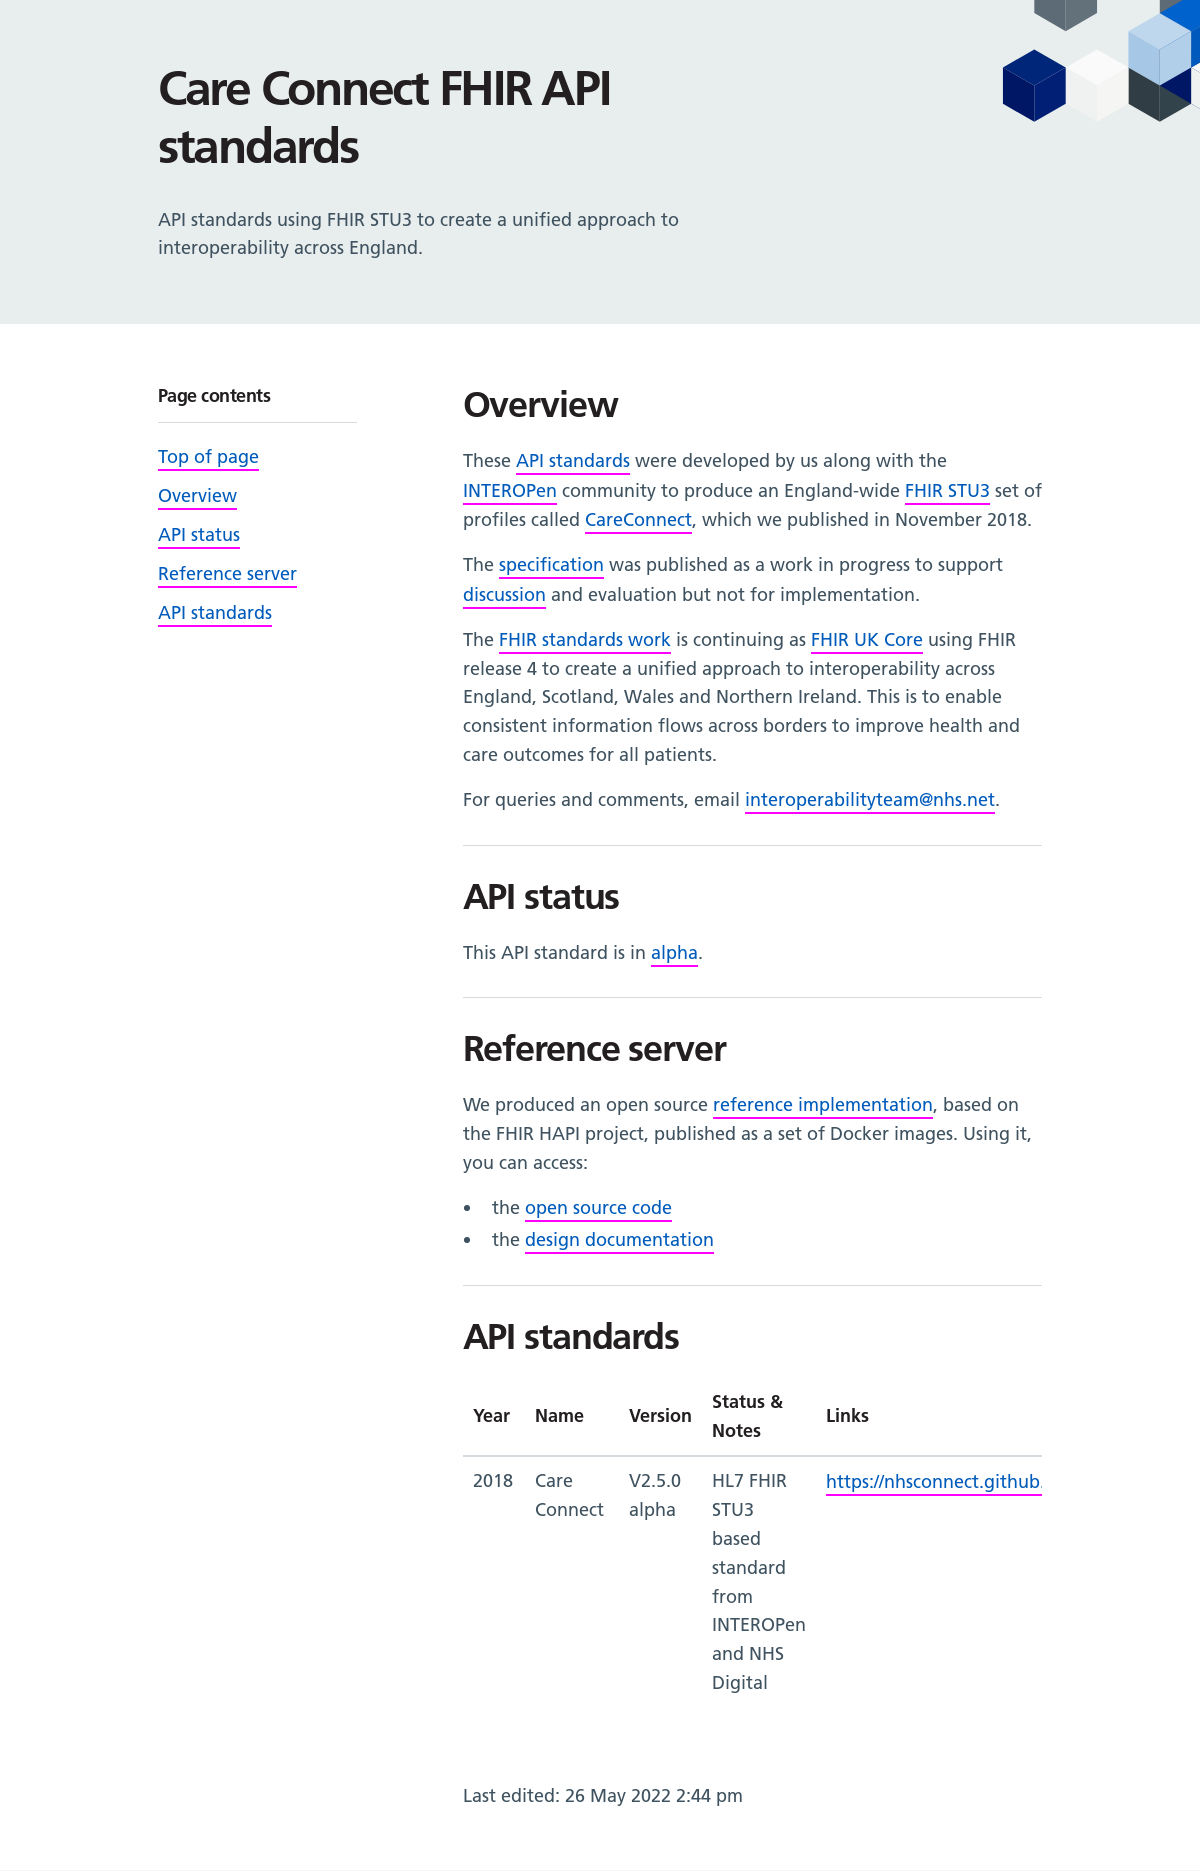 Care Connect FHIR API
standards
API standards using FHIR STU3 to create a unified approach to
interoperability across England.
Page contents
Top of page
Overview
API status
Reference server
API standards
Overview
These API standards were developed by us along with the
INTEROPen community to produce an England-wide FHIR STU3 set of
profiles called CareConnect, which we published in November 2018.
The specification was published as a work in progress to support
discussion and evaluation but not for implementation.
The FHIR standards work is continuing as FHIR UK Core using FHIR
release 4 to create a unified approach to interoperability across
England, Scotland, Wales and Northern Ireland. This is to enable
consistent information flows across borders to improve health and
care outcomes for all patients.
For queries and comments, email interoperabilityteam@nhs.net.
API status
This API standard is in alpha.
Reference server
We produced an open source reference implementation, based on
the FHIR HAPI project, published as a set of Docker images. Using it,
you can access:
• the open source code
• the design documentation
API standards
Year Name Version Status & Notes Links
2018 Care Connect V2.5.0 alpha HL7 FHIR STU3 based standard from INTEROPen and NHS Digital https://nhsconnect.github.
Last edited: 26 May 2022 2:44 pm